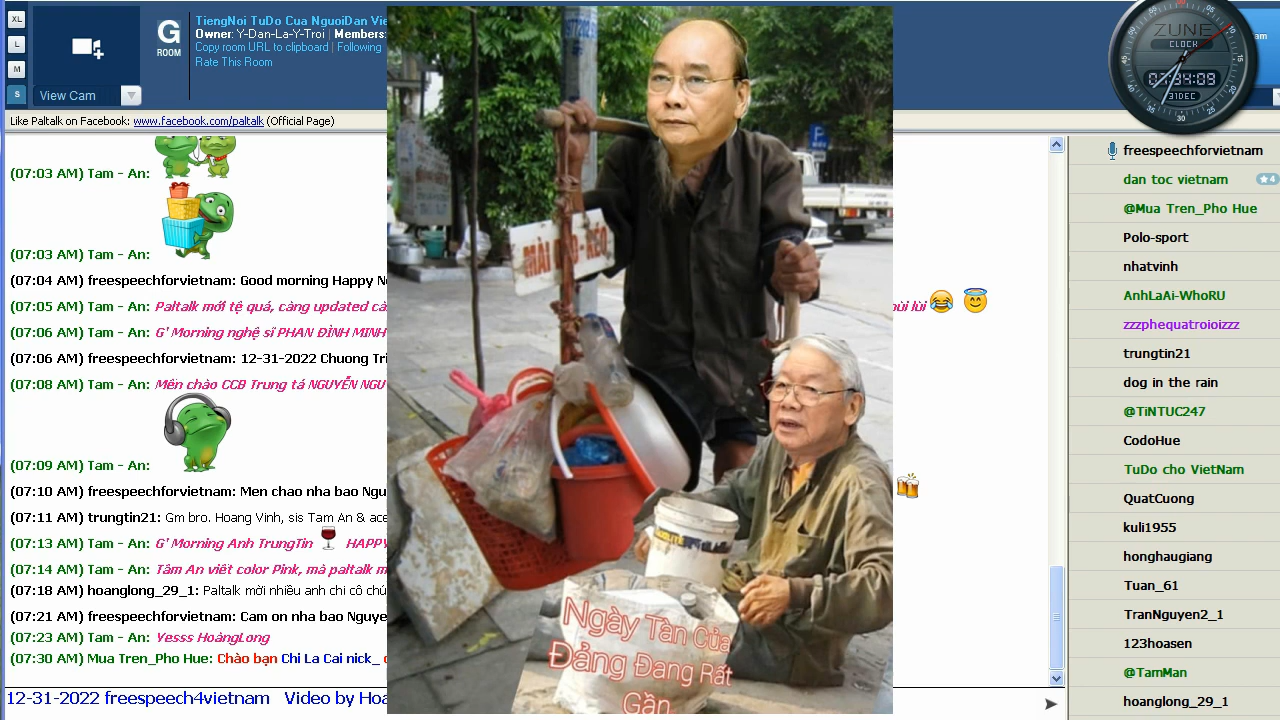 XL
L
M
S
View Cam
G
ROOM
TiengNoi TuDo Cua NguoiDan Vie
Owner: Y-Dan-La-Y-Troi | Members:
Copy room URL to clipboard | Following
Rate This Room
ZUNE
CLOCK
31DEC
Like Paltalk on Facebook: www.facebook.com/paltalk (Official Page)
(07:03 AM) Tam - An:
(07:03 AM) Tam - An:
(07:04 AM) freespeechforvietnam: Good morning Happy N
(07:05 AM) Tam - An: Paltalk mới tệ quá, càng updated cà
ùi lùi
(07:06 AM) Tam - An: G' Morning nghệ sĩ PHAN ĐÌNH MINH
(07:06 AM) freespeechforvietnam: 12-31-2022 Chuong Tri
(07:08 AM) Tam - An: Mến chào CCB Trung tá NGUYỄN NGU
(07:09 AM) Tam - An:
(07:10 AM) freespeechforvietnam: Men chao nha bao Ngu
(07:11 AM) trungtin21: Gm bro. Hoang Vinh, sis Tam An & ace
(07:13 AM) Tam - An: G' Morning Anh TrungTin HAPPY
(07:14 AM) Tam - An: Tâm An viết color Pink, mà paltalk m
(07:18 AM) hoanglong_29_1: Paltalk mời nhiều anh chi cô chú
(07:21 AM) freespeechforvietnam: Cam on nha bao Nguye
(07:23 AM) Tam - An: Yesss HoàngLong
(07:30 AM) Mua Tren_Pho Hue: Chào bạn Chi La Cai nick_
12-31-2022 freespeech4vietnam Video by Hoa
MÀI DAO - KÉO
P
Ngày Tàn Của
Đảng Đang Rất
Gần
freespeechforvietnam
dan toc vietnam
4
@Mua Tren_Pho Hue
Polo-sport
nhatvinh
AnhLaAi-WhoRU
zzzphequatroioizzz
trungtin21
dog in the rain
@TiNTUC247
CodoHue
TuDo cho VietNam
QuatCuong
kuli1955
honghaugiang
Tuan_61
TranNguyen2_1
123hoasen
@TamMan
hoanglong_29_1